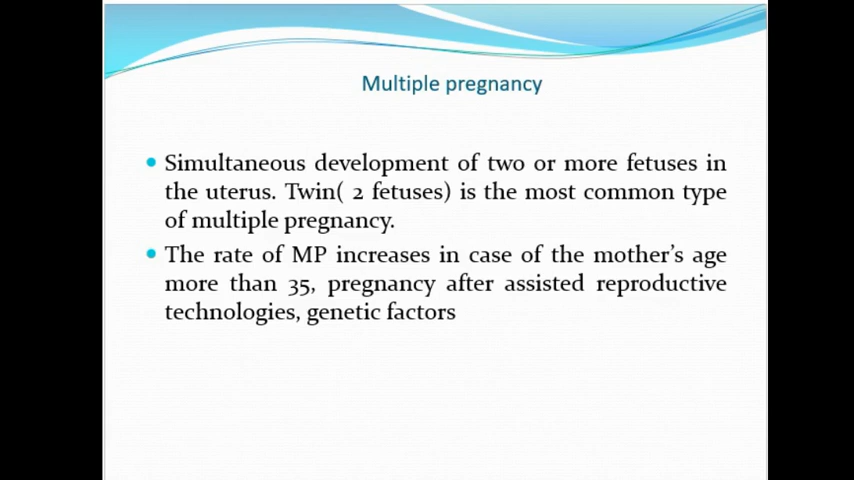 Multiple pregnancy
Simultaneous development of two or more fetuses in
the uterus. Twin( 2 fetuses) is the most common type
of multiple pregnancy.
The rate of MP increases in case of the mother’s age
more than 35, pregnancy after assisted reproductive
technologies, genetic factors